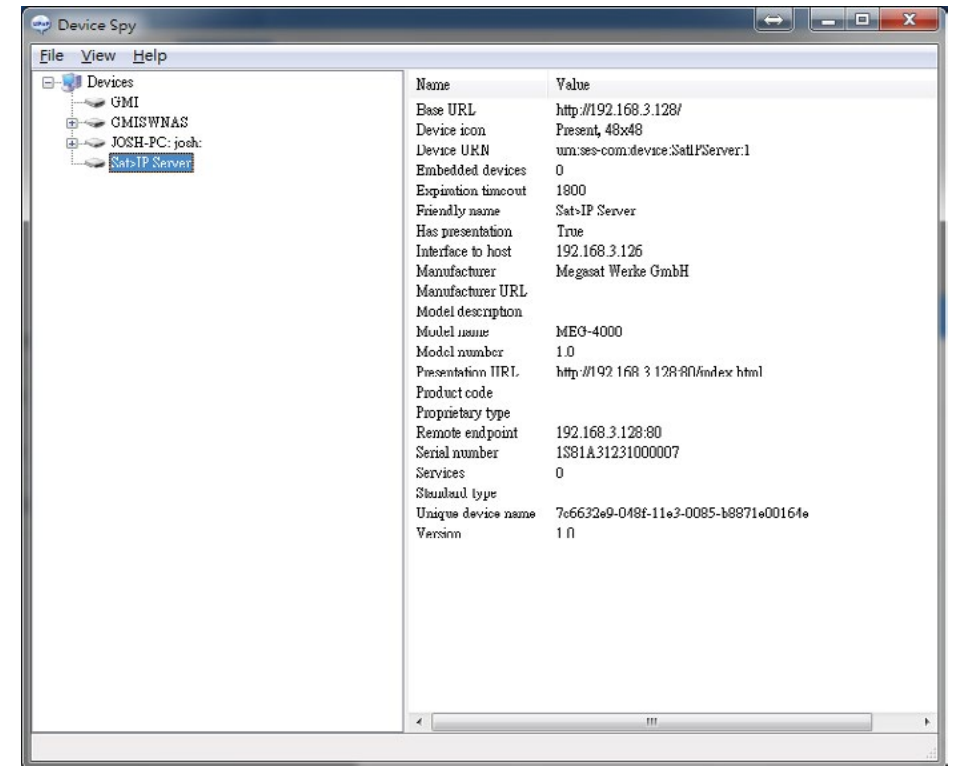 Device Spy
File View Help
Devices
GMI
GMISWNAS
JOSH-PC: josh:
Sat>IP Server
Name Value
Base URL http://192.168.3.128/
Device icon Present, 48x48
Device URN urn:ses-com:device:SatIPServer:1
Embedded devices 0
Expiration timeout 1800
Friendly name Sat>IP Server
Has presentation True
Interface to host 192.168.3.126
Manufacturer Megasat Werke GmbH
Manufacturer URL
Model description
Model name MEG-4000
Model number 1.0
Presentation URL http://192.168.3.128:80/index.html
Product code
Proprietary type
Remote endpoint 192.168.3.128:80
Serial number 1S81A31231000007
Services 0
Standard type
Unique device name 7c6632e9-048f-11e3-0085-b8871e00164e
Version 1.0